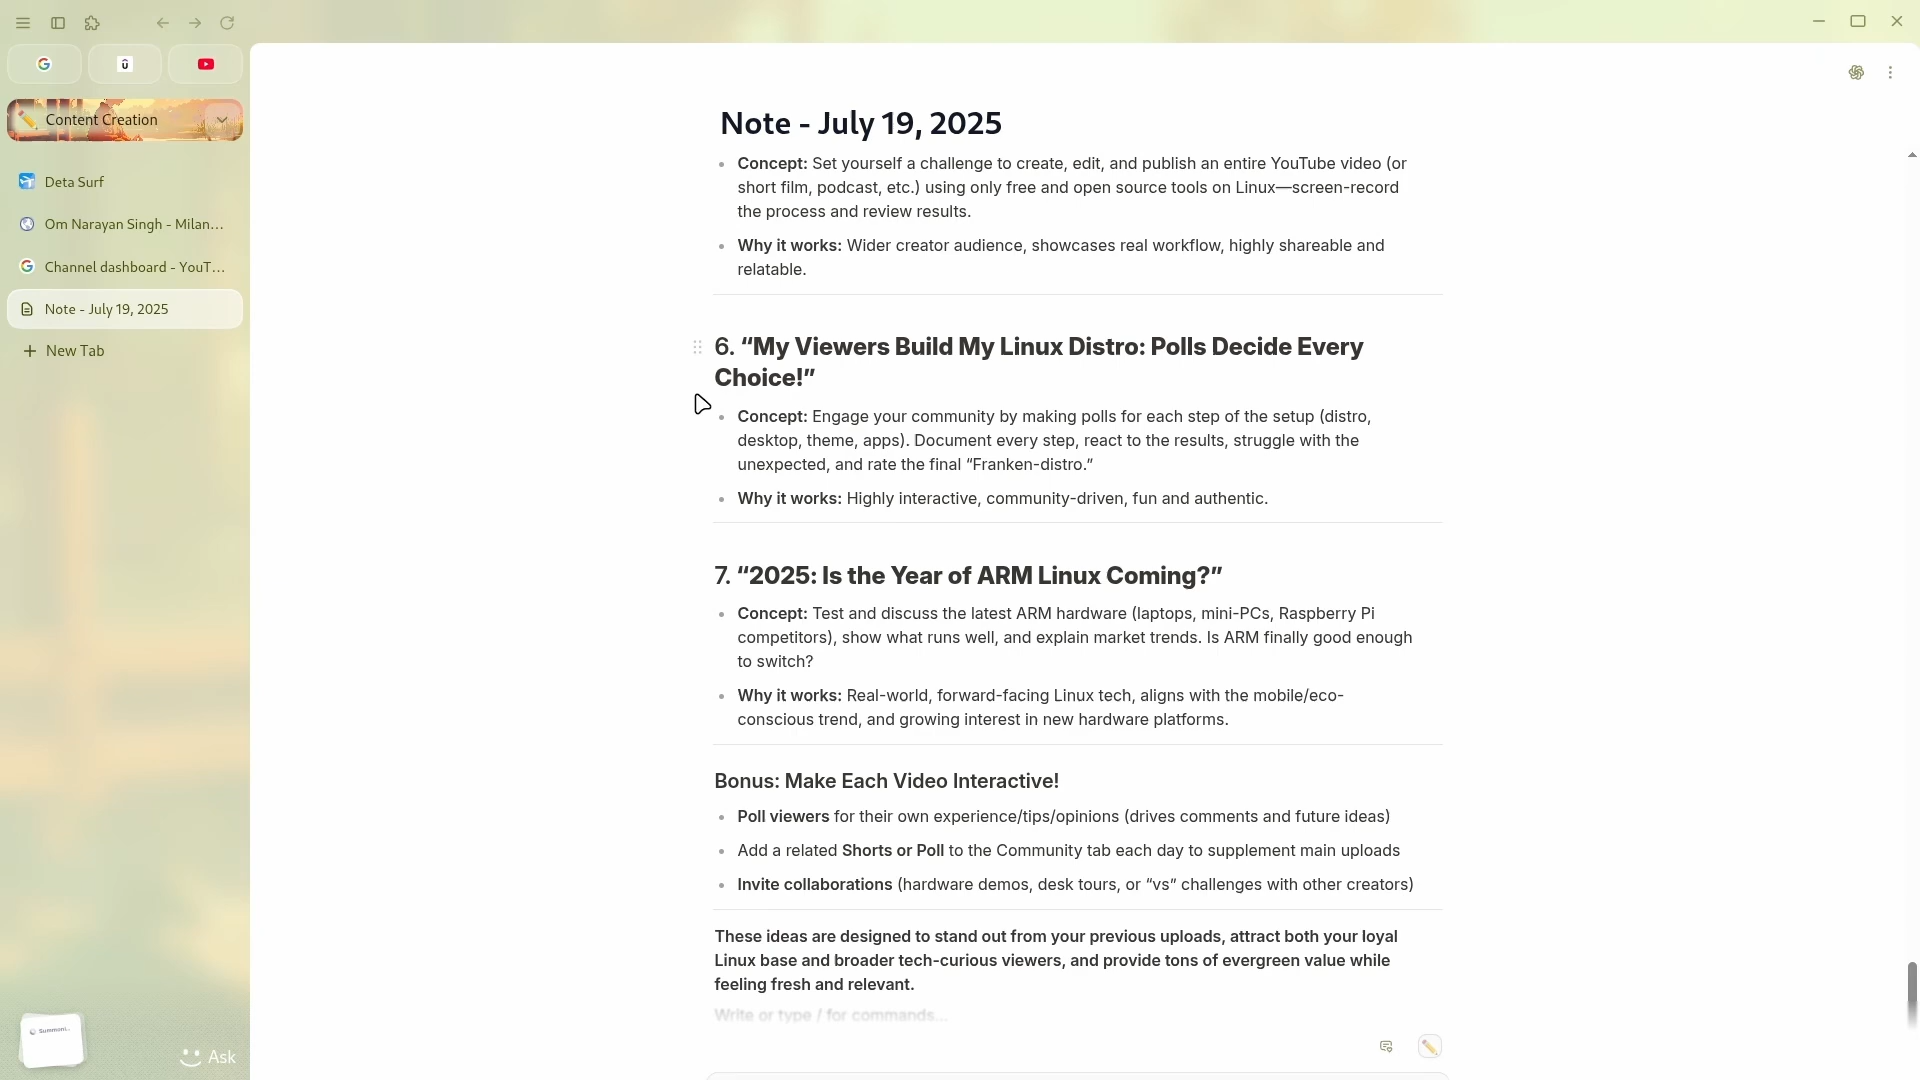 Content Creation
Deta Surf
Om Narayan Singh - Milan...
Channel dashboard - YouT...
Note - July 19, 2025
New Tab
Ask
Note - July 19, 2025
Concept: Set yourself a challenge to create, edit, and publish an entire YouTube video (or
short film, podcast, etc.) using only free and open source tools on Linux—screen-record
the process and review results.
Why it works: Wider creator audience, showcases real workflow, highly shareable and
relatable.
6. “My Viewers Build My Linux Distro: Polls Decide Every
Choice!”
Concept: Engage your community by making polls for each step of the setup (distro,
desktop, theme, apps). Document every step, react to the results, struggle with the
unexpected, and rate the final “Franken-distro.”
Why it works: Highly interactive, community-driven, fun and authentic.
7. “2025: Is the Year of ARM Linux Coming?”
Concept: Test and discuss the latest ARM hardware (laptops, mini-PCs, Raspberry Pi
competitors), show what runs well, and explain market trends. Is ARM finally good enough
to switch?
Why it works: Real-world, forward-facing Linux tech, aligns with the mobile/eco-
conscious trend, and growing interest in new hardware platforms.
Bonus: Make Each Video Interactive!
Poll viewers for their own experience/tips/opinions (drives comments and future ideas)
Add a related Shorts or Poll to the Community tab each day to supplement main uploads
Invite collaborations (hardware demos, desk tours, or “vs” challenges with other creators)
These ideas are designed to stand out from your previous uploads, attract both your loyal
Linux base and broader tech-curious viewers, and provide tons of evergreen value while
feeling fresh and relevant.
Write or type / for commands...